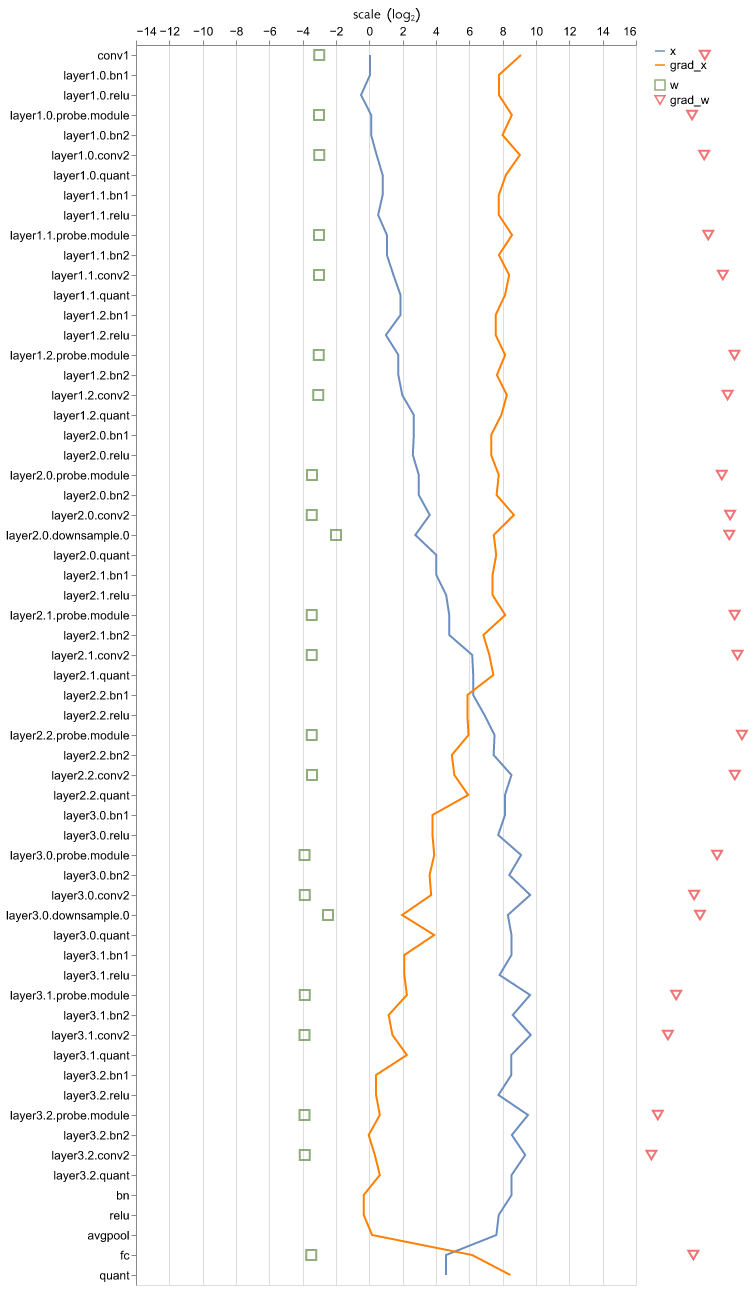 scale (log₂)
−14 −12 −10 −8 −6 −4 −2 0 2 4 6 8 10 12 14 16
x
grad_x
w
grad_w
conv1
layer1.0.bn1
layer1.0.relu
layer1.0.probe.module
layer1.0.bn2
layer1.0.conv2
layer1.0.quant
layer1.1.bn1
layer1.1.relu
layer1.1.probe.module
layer1.1.bn2
layer1.1.conv2
layer1.1.quant
layer1.2.bn1
layer1.2.relu
layer1.2.probe.module
layer1.2.bn2
layer1.2.conv2
layer1.2.quant
layer2.0.bn1
layer2.0.relu
layer2.0.probe.module
layer2.0.bn2
layer2.0.conv2
layer2.0.downsample.0
layer2.0.quant
layer2.1.bn1
layer2.1.relu
layer2.1.probe.module
layer2.1.bn2
layer2.1.conv2
layer2.1.quant
layer2.2.bn1
layer2.2.relu
layer2.2.probe.module
layer2.2.bn2
layer2.2.conv2
layer2.2.quant
layer3.0.bn1
layer3.0.relu
layer3.0.probe.module
layer3.0.bn2
layer3.0.conv2
layer3.0.downsample.0
layer3.0.quant
layer3.1.bn1
layer3.1.relu
layer3.1.probe.module
layer3.1.bn2
layer3.1.conv2
layer3.1.quant
layer3.2.bn1
layer3.2.relu
layer3.2.probe.module
layer3.2.bn2
layer3.2.conv2
layer3.2.quant
bn
relu
avgpool
fc
quant